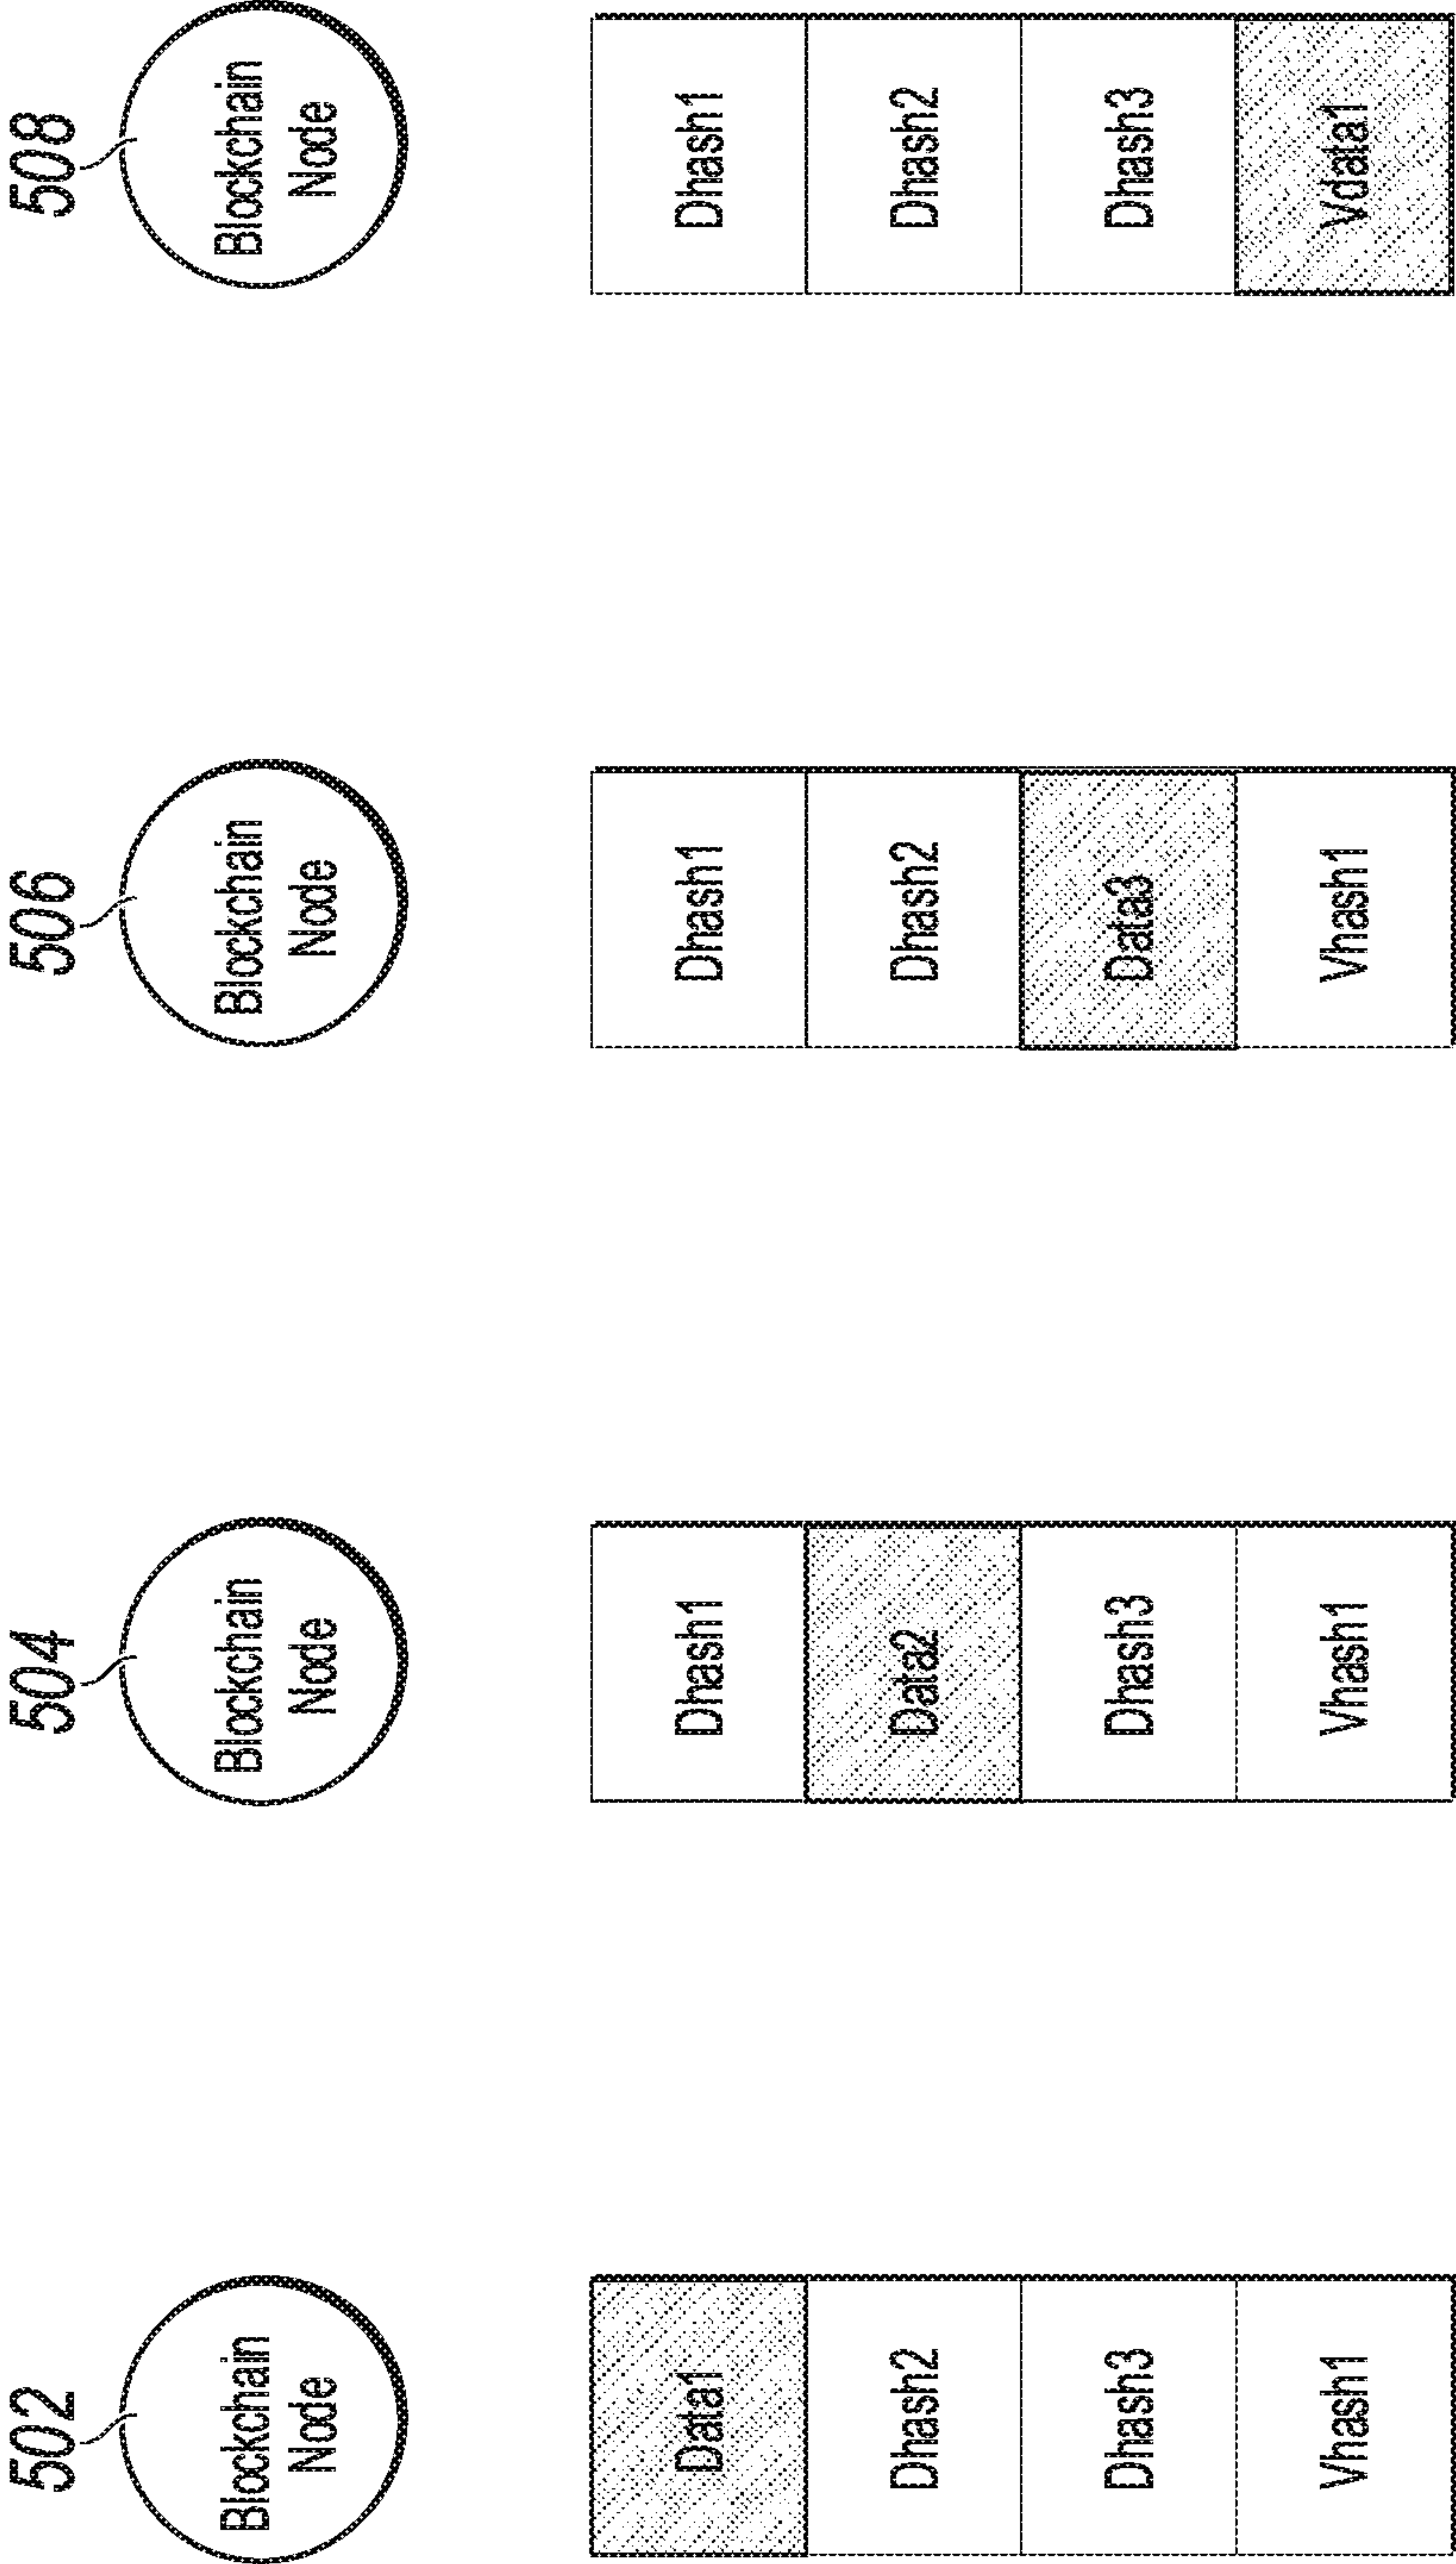 502
504
506
508
Blockchain
Node
Blockchain
Node
Blockchain
Node
Blockchain
Node
Data1
Dhash2
Dhash3
Vhash1
Dhash1
Data2
Dhash3
Vhash1
Dhash1
Dhash2
Data3
Vhash1
Dhash1
Dhash2
Dhash3
Vdata1